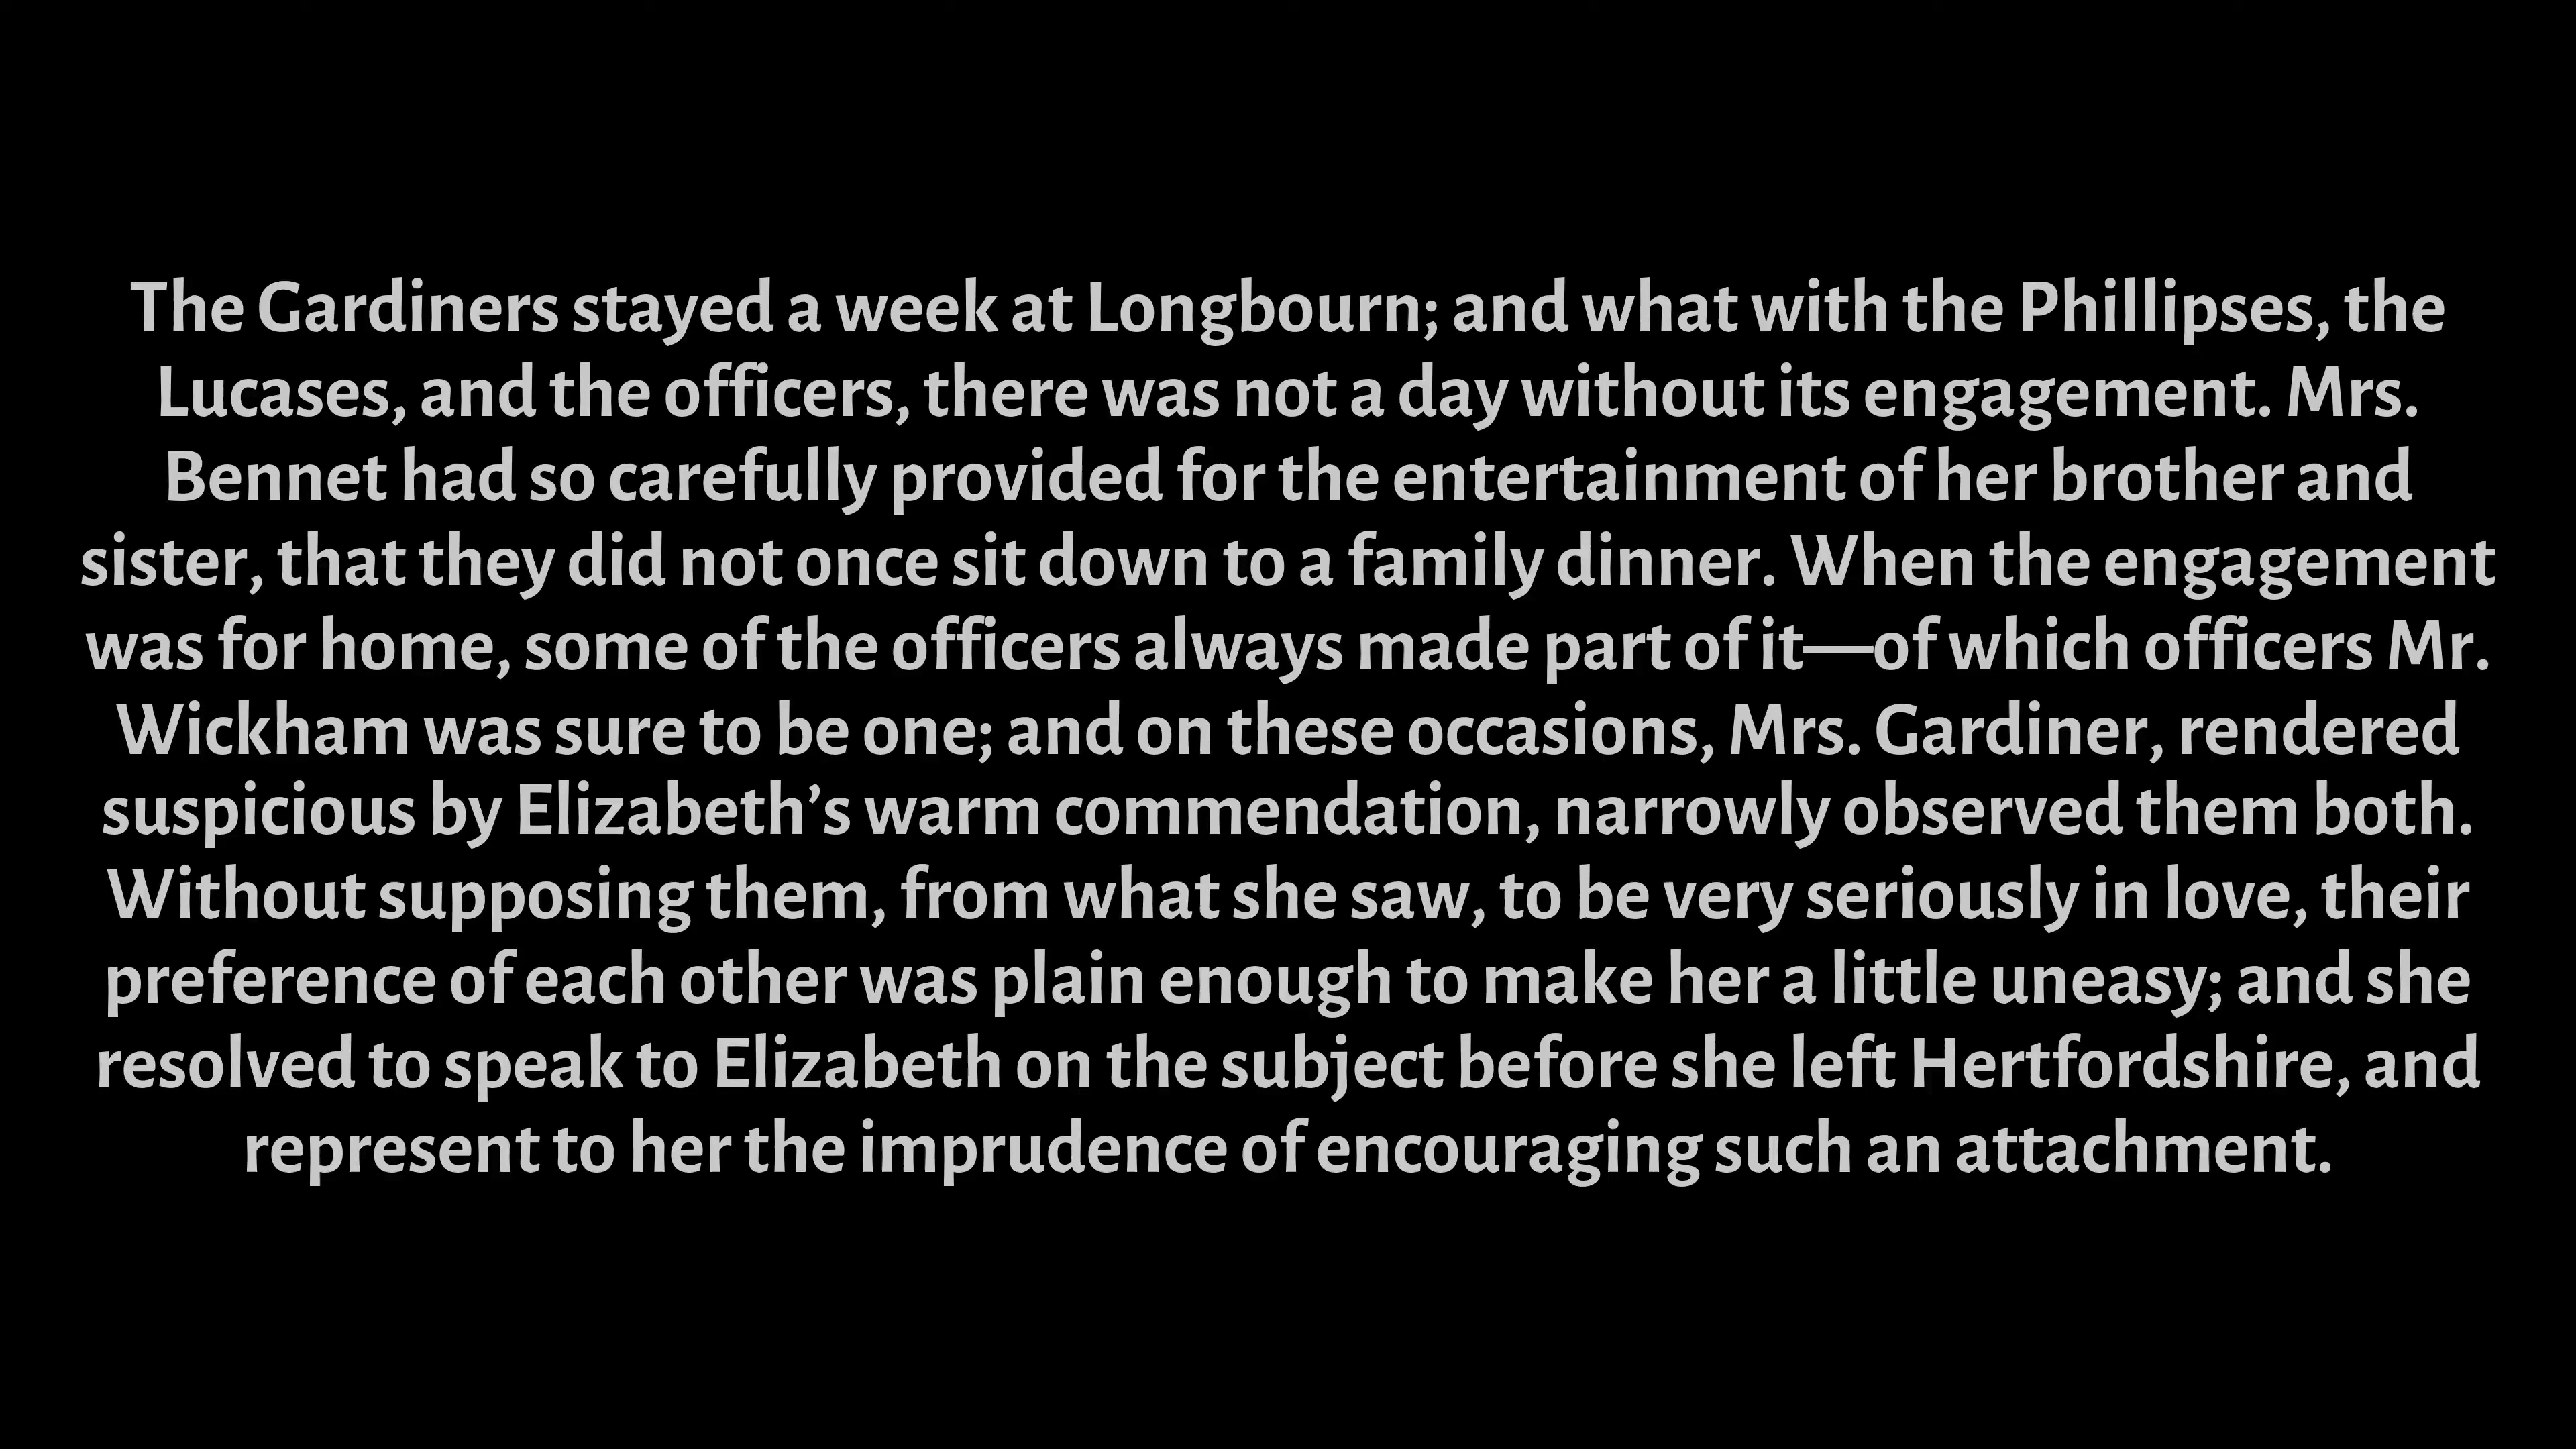 The Gardiners stayed a week at Longbourn; and what with the Phillipses, the
Lucases, and the officers, there was not a day without its engagement. Mrs.
Bennet had so carefully provided for the entertainment of her brother and
sister, that they did not once sit down to a family dinner. When the engagement
was for home, some of the officers always made part of it—of which officers Mr.
Wickham was sure to be one; and on these occasions, Mrs. Gardiner, rendered
suspicious by Elizabeth’s warm commendation, narrowly observed them both.
Without supposing them, from what she saw, to be very seriously in love, their
preference of each other was plain enough to make her a little uneasy; and she
resolved to speak to Elizabeth on the subject before she left Hertfordshire, and
represent to her the imprudence of encouraging such an attachment.